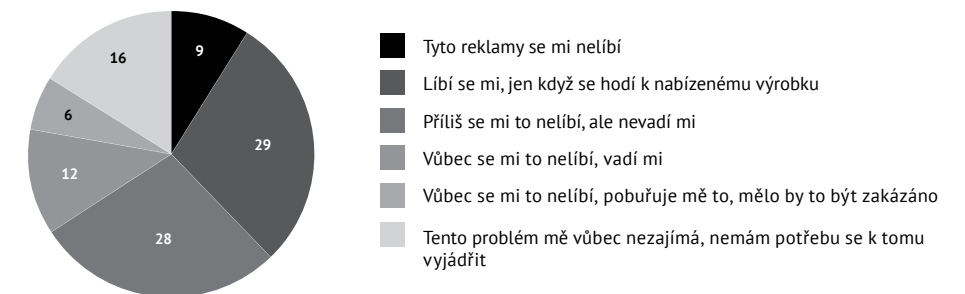 9
29
28
12
6
16
Tyto reklamy se mi nelíbí
Líbí se mi, jen když se hodí k nabízenému výrobku
Příliš se mi to nelíbí, ale nevadí mi
Vůbec se mi to nelíbí, vadí mi
Vůbec se mi to nelíbí, pobuřuje mě to, mělo by to být zakázáno
Tento problém mě vůbec nezajímá, nemám potřebu se k tomu
vyjádřit